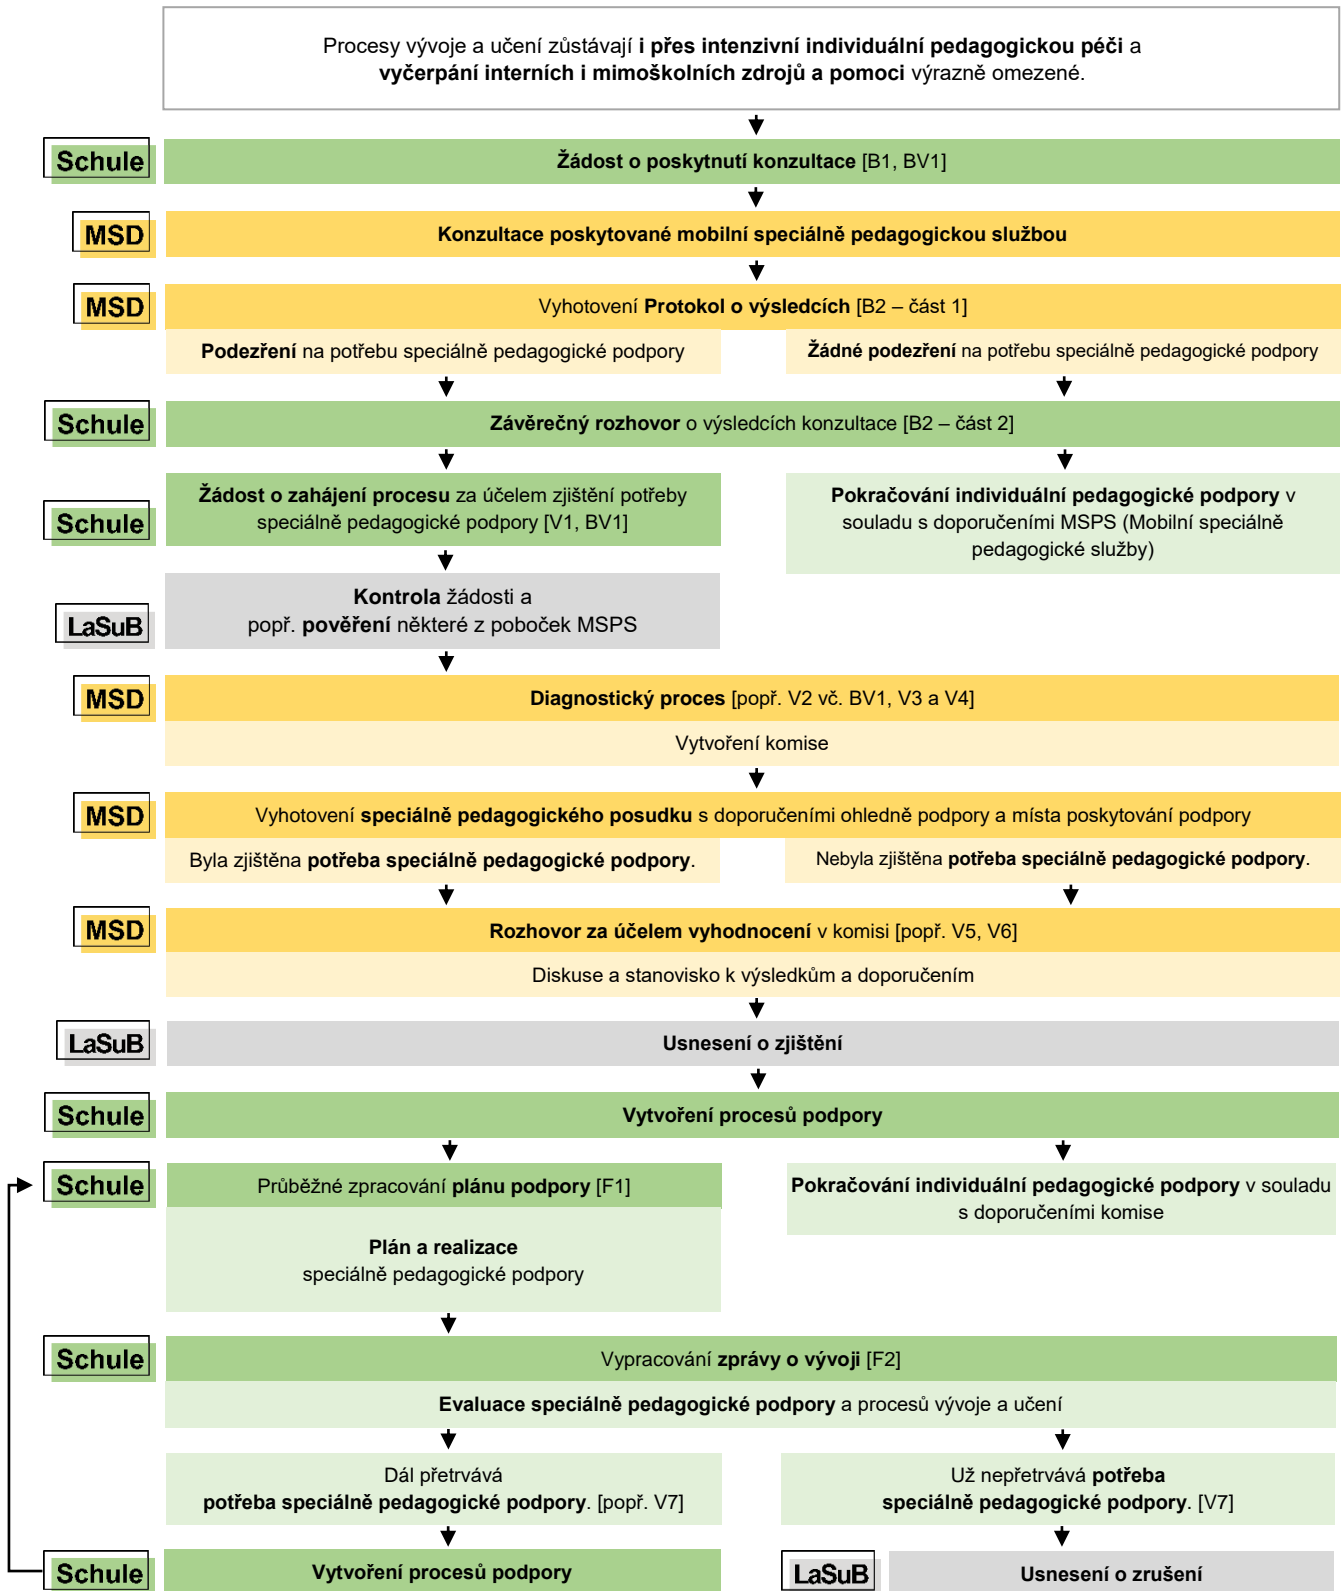 Procesy vývoje a učení zůstávají i přes intenzivní individuální pedagogickou péči a
vyčerpání interních i mimoškolních zdrojů a pomoci výrazně omezené.
Schule
Žádost o poskytnutí konzultace [B1, BV1]
MSD
Konzultace poskytované mobilní speciálně pedagogickou službou
MSD
Vyhotovení Protokol o výsledcích [B2 – část 1]
Podezření na potřebu speciálně pedagogické podpory
Žádné podezření na potřebu speciálně pedagogické podpory
Schule
Závěrečný rozhovor o výsledcích konzultace [B2 – část 2]
Schule
Žádost o zahájení procesu za účelem zjištění potřeby
speciálně pedagogické podpory [V1, BV1]
Pokračování individuální pedagogické podpory v
souladu s doporučeními MSPS (Mobilní speciálně
pedagogické služby)
LaSuB
Kontrola žádosti a
popř. pověření některé z poboček MSPS
MSD
Diagnostický proces [popř. V2 vč. BV1, V3 a V4]
Vytvoření komise
MSD
Vyhotovení speciálně pedagogického posudku s doporučeními ohledně podpory a místa poskytování podpory
Byla zjištěna potřeba speciálně pedagogické podpory.
Nebyla zjištěna potřeba speciálně pedagogické podpory.
MSD
Rozhovor za účelem vyhodnocení v komisi [popř. V5, V6]
Diskuse a stanovisko k výsledkům a doporučením
LaSuB
Usnesení o zjištění
Schule
Vytvoření procesů podpory
Schule
Průběžné zpracování plánu podpory [F1]
Plán a realizace
speciálně pedagogické podpory
Pokračování individuální pedagogické podpory v souladu
s doporučeními komise
Schule
Vypracování zprávy o vývoji [F2]
Evaluace speciálně pedagogické podpory a procesů vývoje a učení
Dál přetrvává
potřeba speciálně pedagogické podpory. [popř. V7]
Už nepřetrvává potřeba
speciálně pedagogické podpory. [V7]
Schule
Vytvoření procesů podpory
LaSuB
Usnesení o zrušení